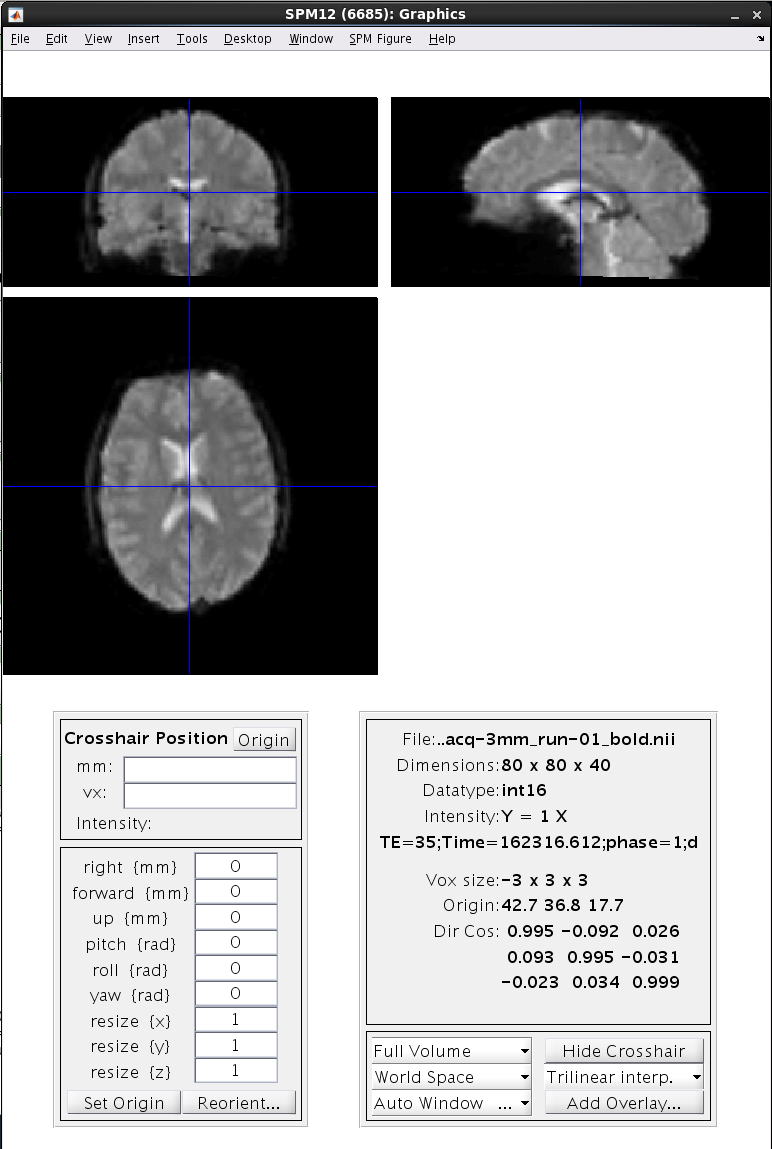 SPM12 (6685): Graphics
File Edit View Insert Tools Desktop Window SPM Figure Help
Crosshair Position Origin
mm:
vx:
Intensity:
right {mm} 0
forward {mm} 0
up {mm} 0
pitch {rad} 0
roll {rad} 0
yaw {rad} 0
resize {x} 1
resize {y} 1
resize {z} 1
Set Origin Reorient...
File:..acq-3mm_run-01_bold.nii
Dimensions:80 x 80 x 40
Datatype:int16
Intensity:Y = 1 X
TE=35;Time=162316.612;phase=1;d
Vox size:-3 x 3 x 3
Origin:42.7 36.8 17.7
Dir Cos: 0.995 -0.092 0.026
0.093 0.995 -0.031
-0.023 0.034 0.999
Full Volume Hide Crosshair
World Space Trilinear interp.
Auto Window ... Add Overlay...